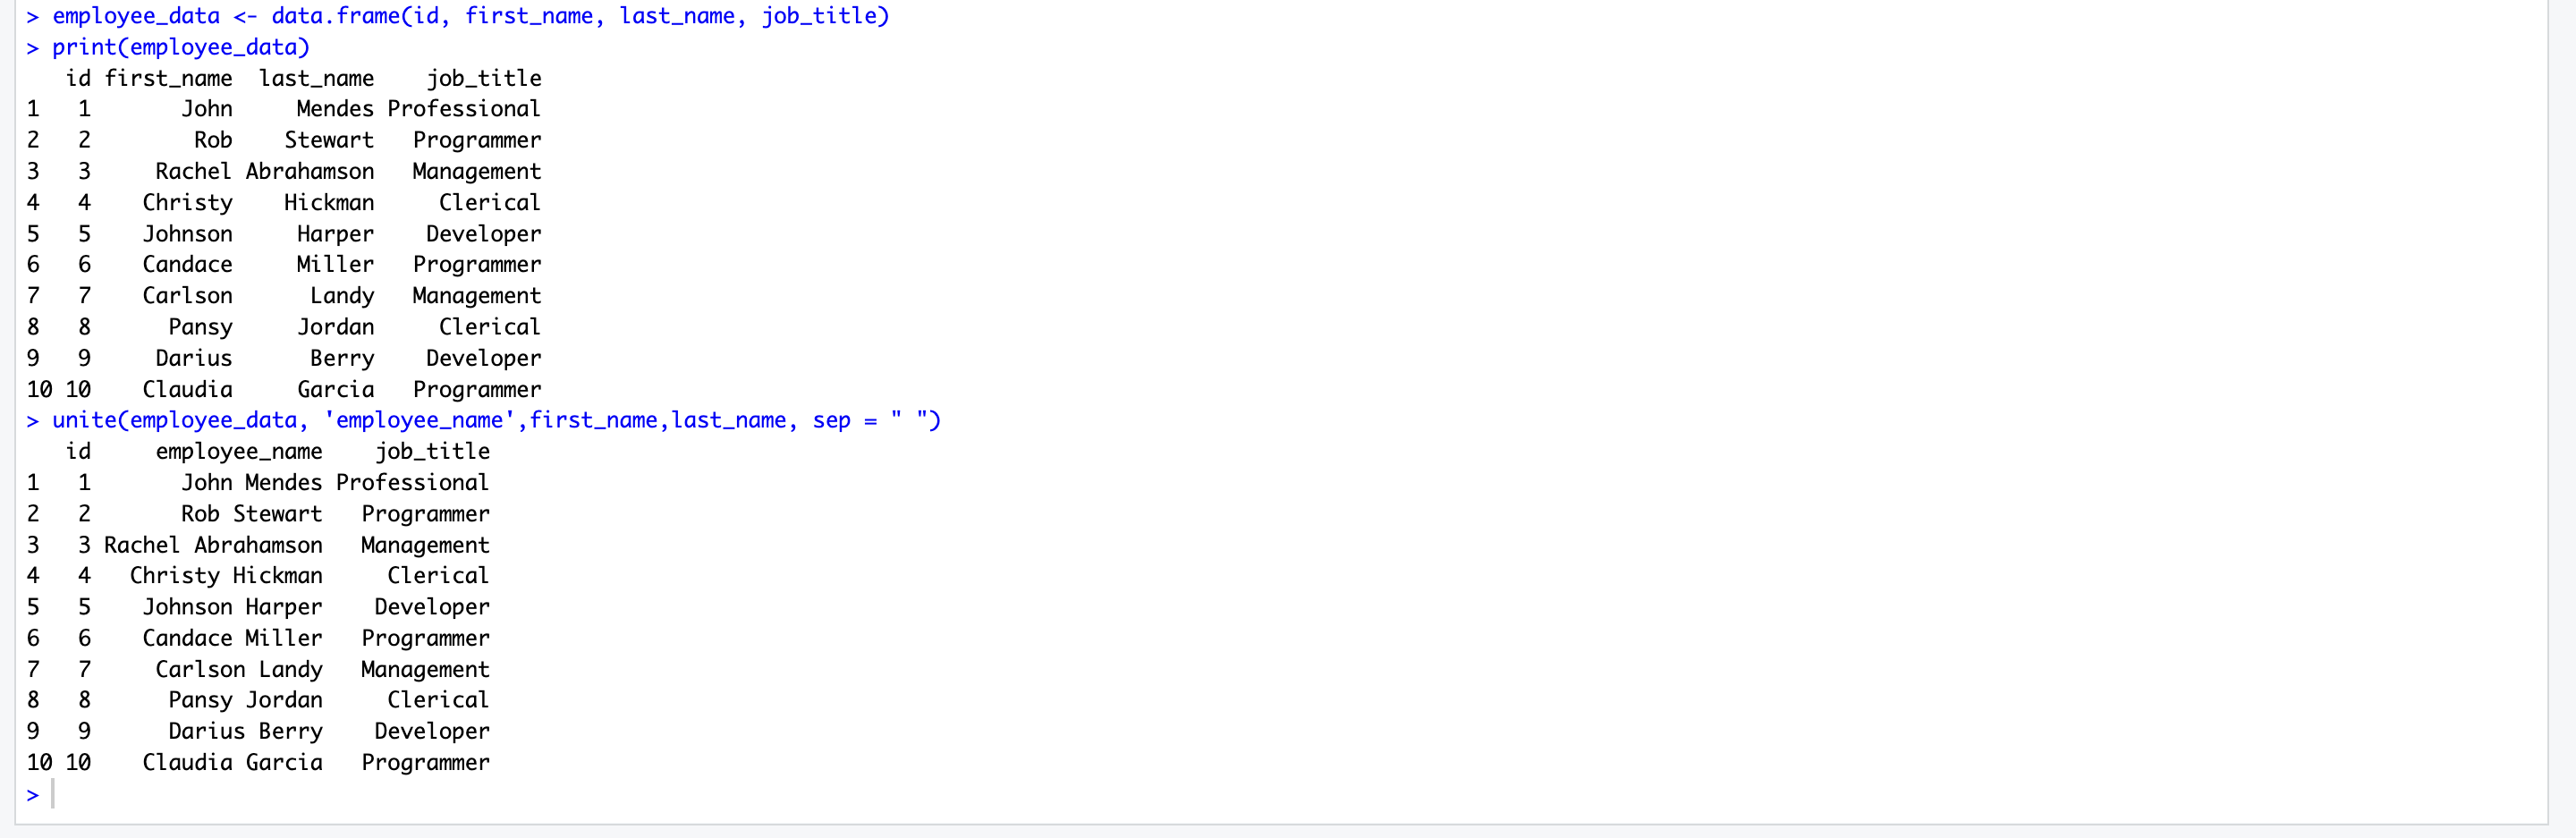 > employee_data <- data.frame(id, first_name, last_name, job_title)
> print(employee_data)
   id first_name  last_name    job_title
1   1       John     Mendes Professional
2   2        Rob    Stewart   Programmer
3   3     Rachel Abrahamson   Management
4   4    Christy    Hickman     Clerical
5   5    Johnson     Harper    Developer
6   6    Candace     Miller   Programmer
7   7    Carlson      Landy   Management
8   8      Pansy     Jordan     Clerical
9   9     Darius      Berry    Developer
10 10    Claudia     Garcia   Programmer
> unite(employee_data, 'employee_name',first_name,last_name, sep = " ")
   id     employee_name    job_title
1   1       John Mendes Professional
2   2       Rob Stewart   Programmer
3   3 Rachel Abrahamson   Management
4   4   Christy Hickman     Clerical
5   5    Johnson Harper    Developer
6   6    Candace Miller   Programmer
7   7     Carlson Landy   Management
8   8      Pansy Jordan     Clerical
9   9      Darius Berry    Developer
10 10    Claudia Garcia   Programmer
>